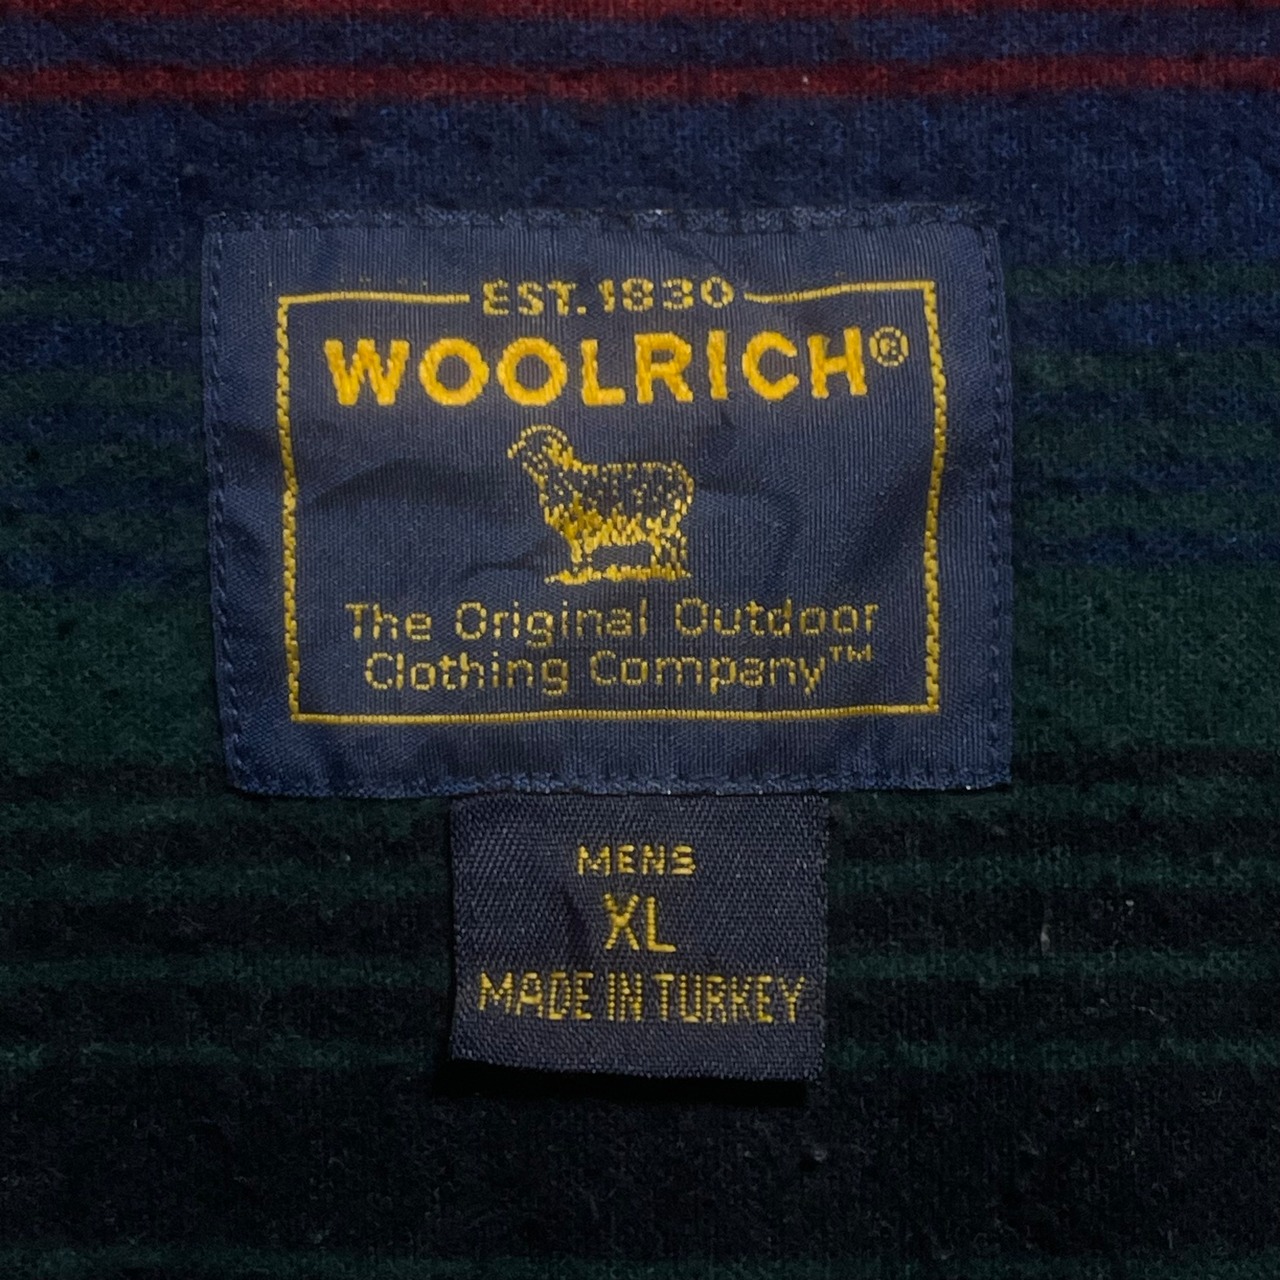 EST. 1830
WOOLRICH®
The Original Outdoor
Clothing Company™
MENS
XL
MADE IN TURKEY